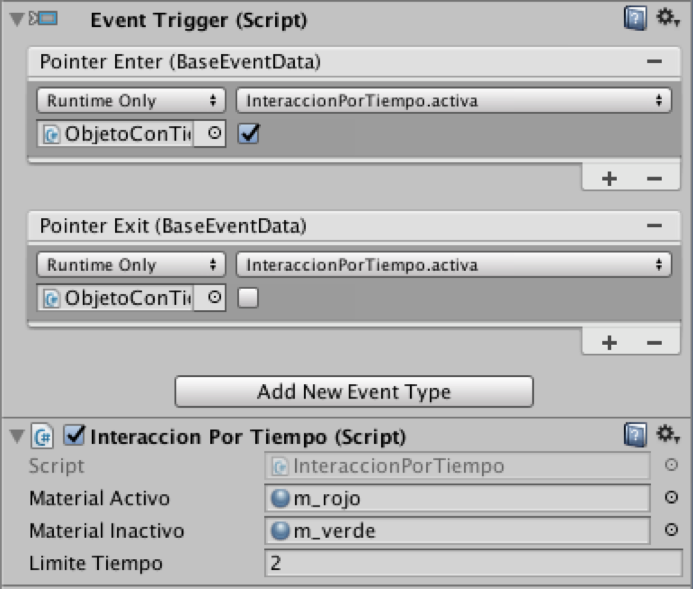 Event Trigger (Script)
Pointer Enter (BaseEventData)
Runtime Only InteraccionPorTiempo.activa
ObjetoConTi
Pointer Exit (BaseEventData)
Runtime Only InteraccionPorTiempo.activa
ObjetoConTi
Add New Event Type
Interaccion Por Tiempo (Script)
Script InteraccionPorTiempo
Material Activo m_rojo
Material Inactivo m_verde
Limite Tiempo 2